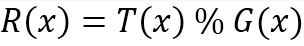 R(x) = T(x) % G(x)